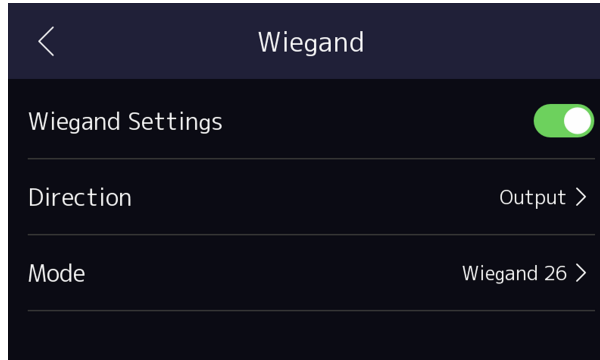 Wiegand
Wiegand Settings
Direction Output
Mode Wiegand 26